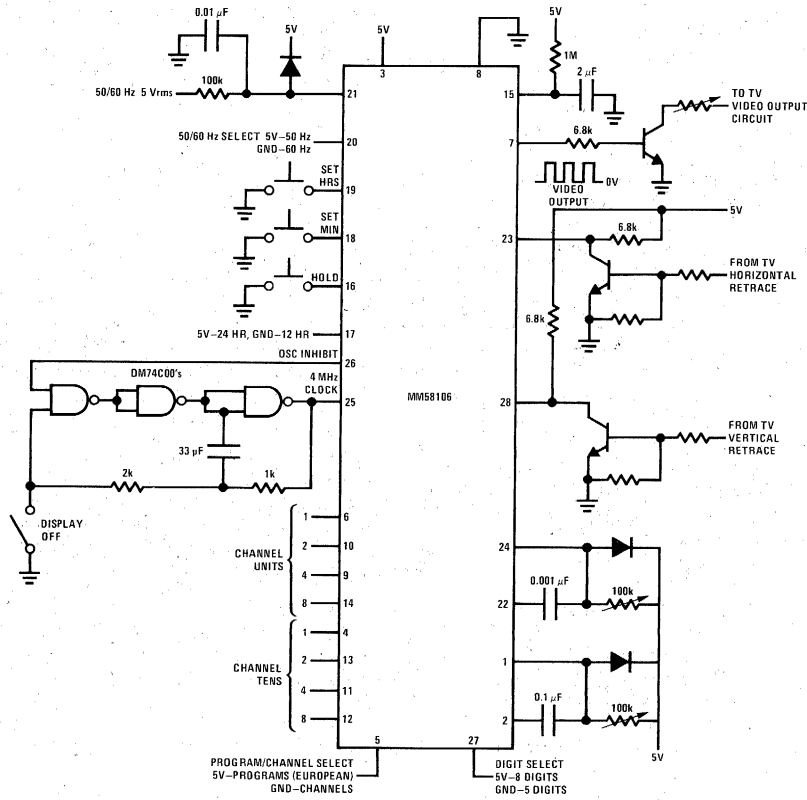 0.01 µF
5V
5V
5V
3
8
1M
100k
2 µF
50/60 Hz 5 Vrms
21
15
TO TV
VIDEO OUTPUT
CIRCUIT
50/60 Hz SELECT 5V–50 Hz
GND–60 Hz
20
7
6.8k
SET
HRS
19
0V
VIDEO
OUTPUT
SET
MIN
18
5V
23
6.8k
HOLD
16
FROM TV
HORIZONTAL
RETRACE
5V–24 HR, GND–12 HR
17
6.8k
OSC INHIBIT
26
DM74C00's
4 MHz
CLOCK
25
MM58106
28
33 µF
FROM TV
VERTICAL
RETRACE
2k
1k
DISPLAY
OFF
CHANNEL
UNITS
1
6
2
10
4
9
8
14
24
0.001 µF
100k
22
CHANNEL
TENS
1
4
2
13
4
11
8
12
1
0.1 µF
100k
2
5
27
5V
PROGRAM/CHANNEL SELECT
5V–PROGRAMS (EUROPEAN)
GND–CHANNELS
DIGIT SELECT
5V–8 DIGITS
GND–5 DIGITS